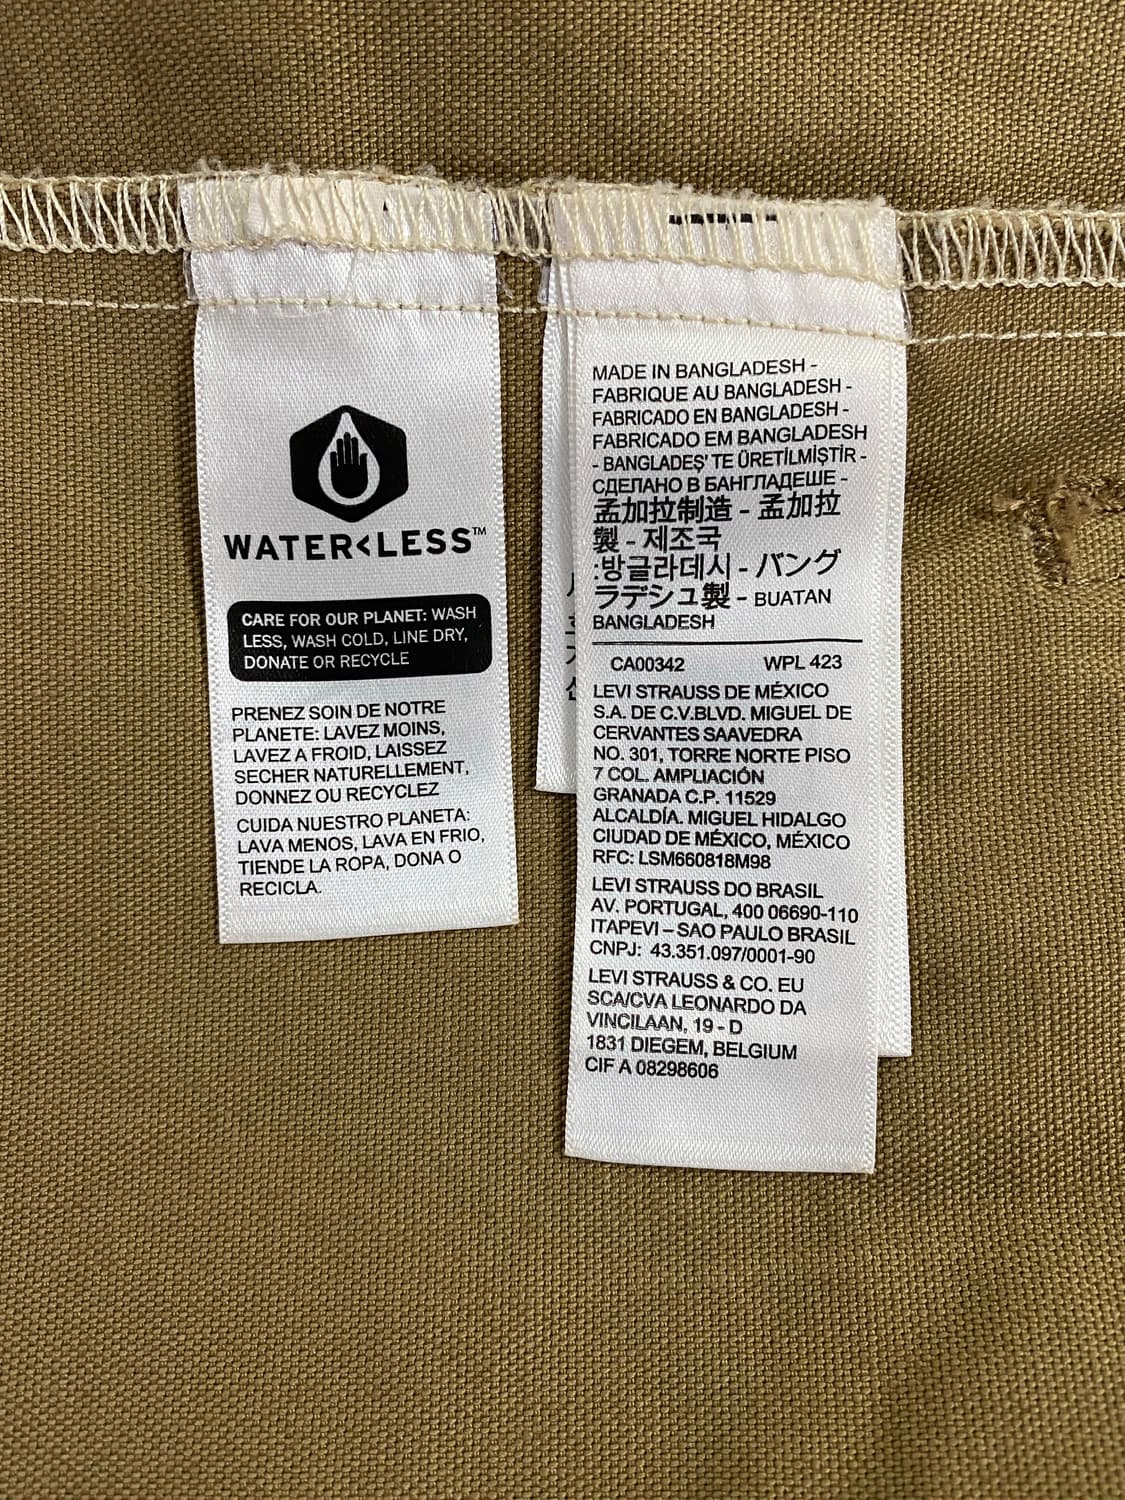 WATER<LESS™
CARE FOR OUR PLANET: WASH
LESS, WASH COLD, LINE DRY,
DONATE OR RECYCLE
PRENEZ SOIN DE NOTRE
PLANETE: LAVEZ MOINS,
LAVEZ A FROID, LAISSEZ
SECHER NATURELLEMENT,
DONNEZ OU RECYCLEZ
CUIDA NUESTRO PLANETA:
LAVA MENOS, LAVA EN FRIO,
TIENDE LA ROPA, DONA O
RECICLA.
MADE IN BANGLADESH -
FABRIQUE AU BANGLADESH -
FABRICADO EN BANGLADESH -
FABRICADO EM BANGLADESH
- BANGLADEŞ' TE ÜRETİLMİŞTİR -
СДЕЛАНО В БАНГЛАДЕШЕ -
孟加拉制造 - 孟加拉
製 - 제조국
:방글라데시 - バング
ラデシュ製 - BUATAN
BANGLADESH
CA00342 WPL 423
LEVI STRAUSS DE MÉXICO
S.A. DE C.V.BLVD. MIGUEL DE
CERVANTES SAAVEDRA
NO. 301, TORRE NORTE PISO
7 COL. AMPLIACIÓN
GRANADA C.P. 11529
ALCALDÍA. MIGUEL HIDALGO
CIUDAD DE MÉXICO, MÉXICO
RFC: LSM660818M98
LEVI STRAUSS DO BRASIL
AV. PORTUGAL, 400 06690-110
ITAPEVI – SAO PAULO BRASIL
CNPJ: 43.351.097/0001-90
LEVI STRAUSS & CO. EU
SCA/CVA LEONARDO DA
VINCILAAN, 19 - D
1831 DIEGEM, BELGIUM
CIF A 08298606